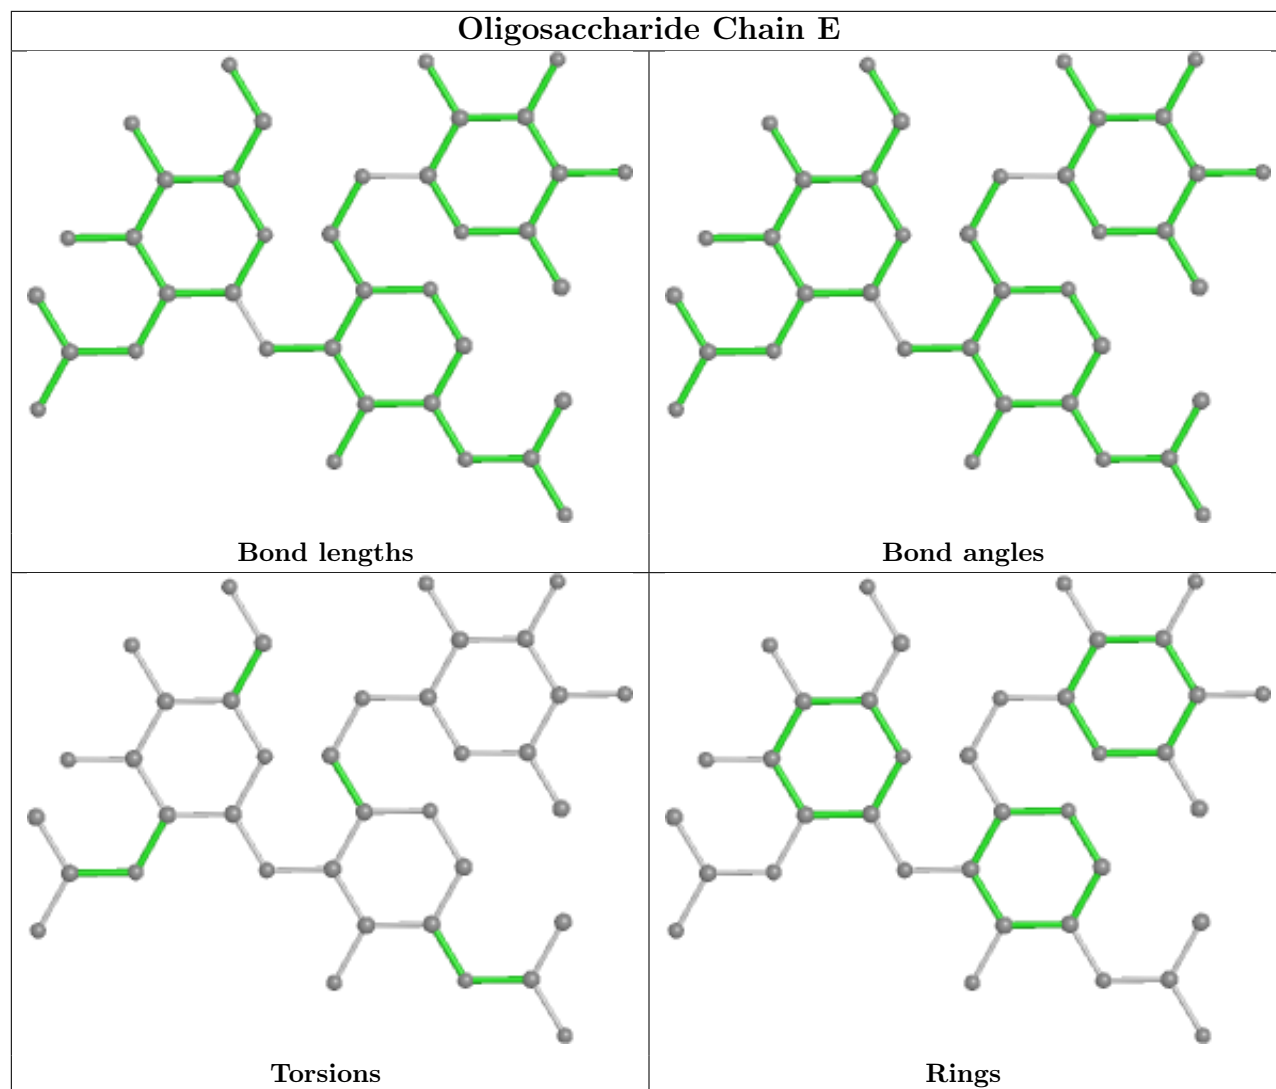 Oligosaccharide Chain E
Bond lengths
Bond angles
Torsions
Rings